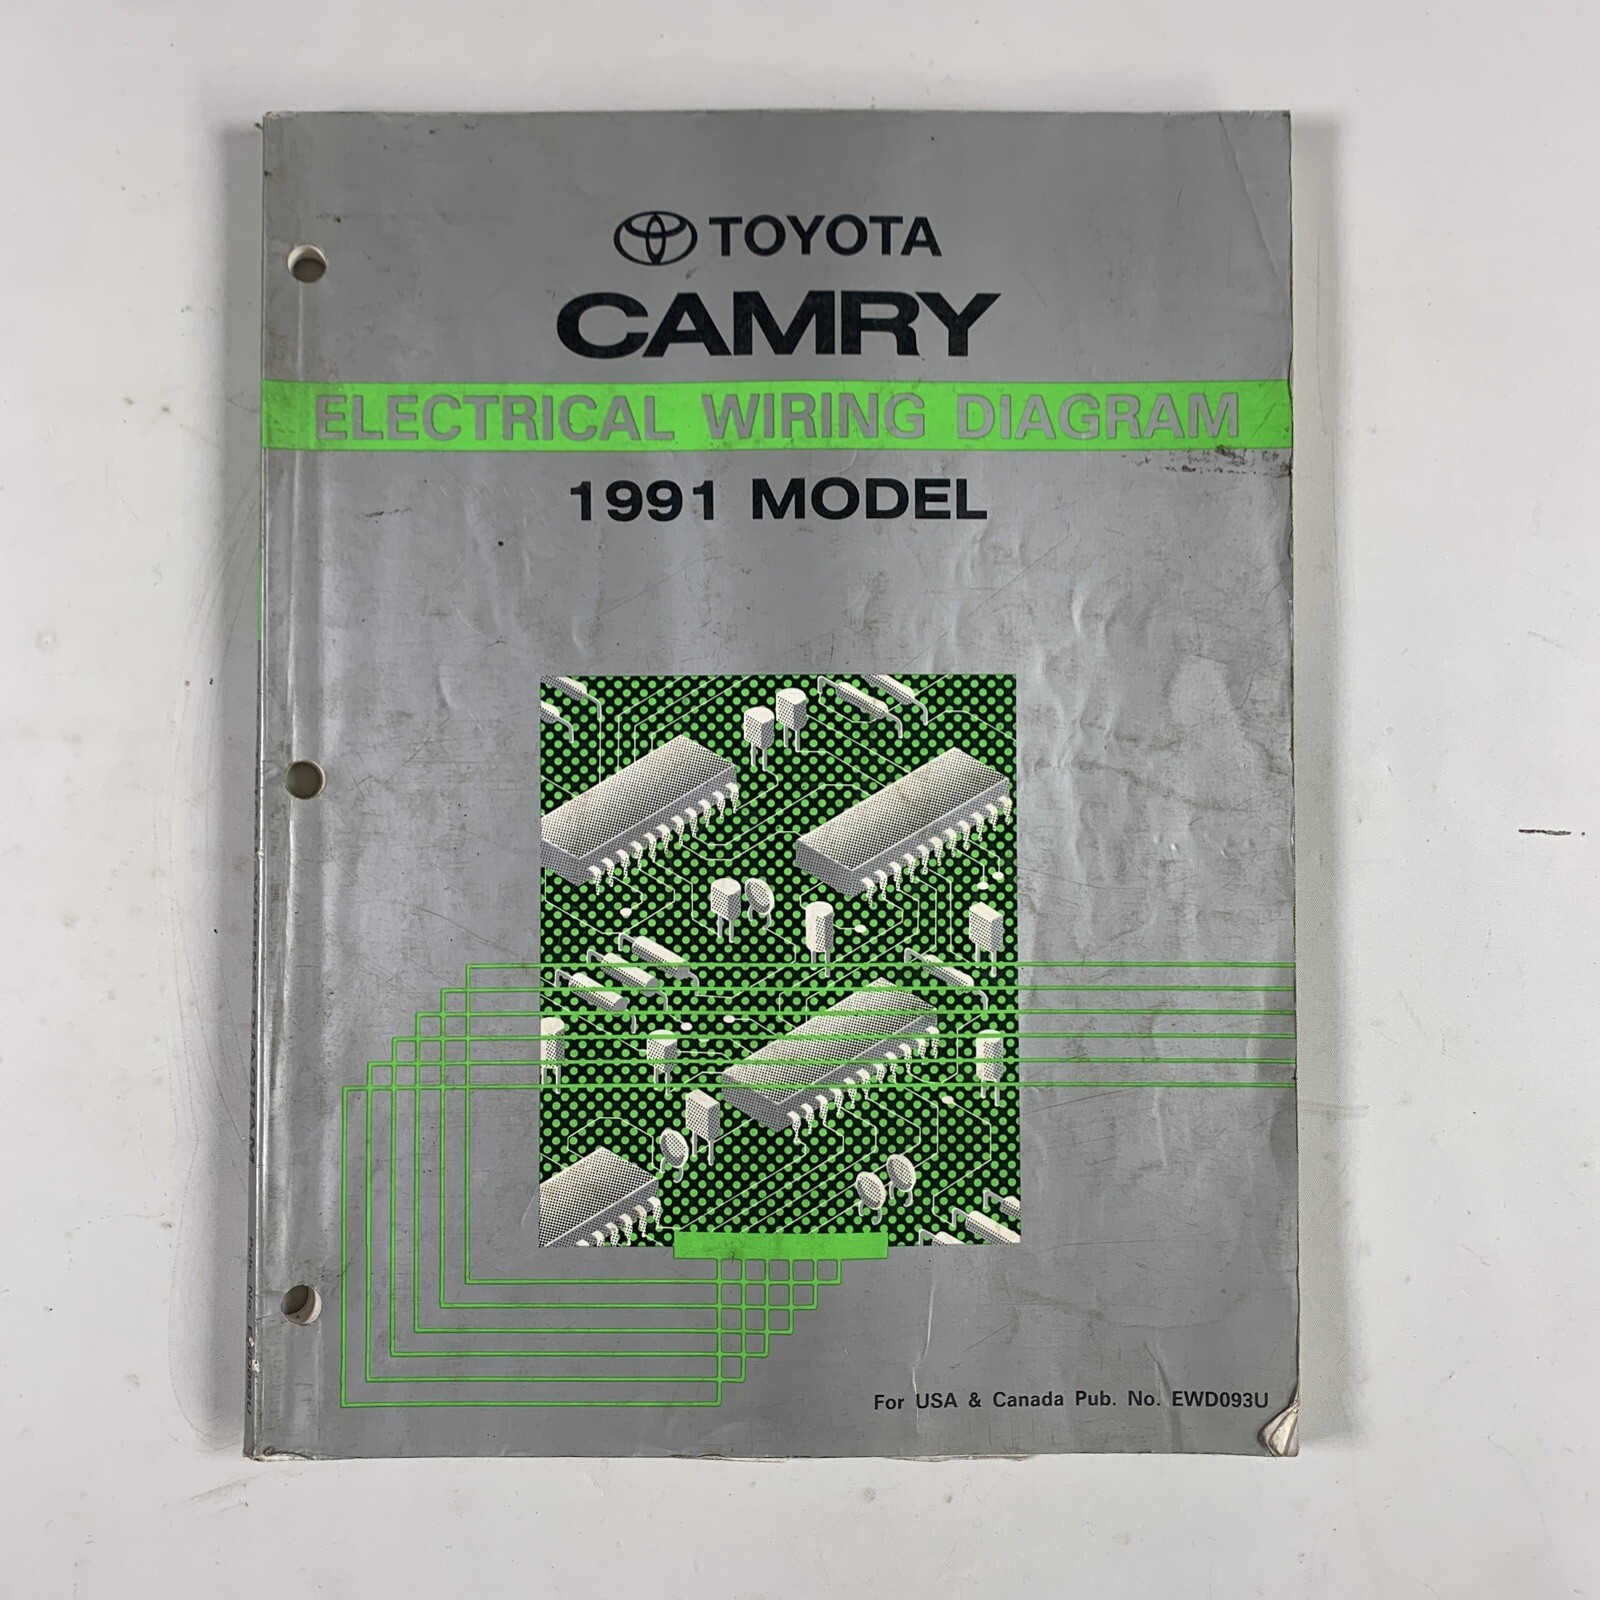 TOYOTA
CAMRY
ELECTRICAL WIRING DIAGRAM
1991 MODEL
For USA & Canada Pub. No. EWD093U